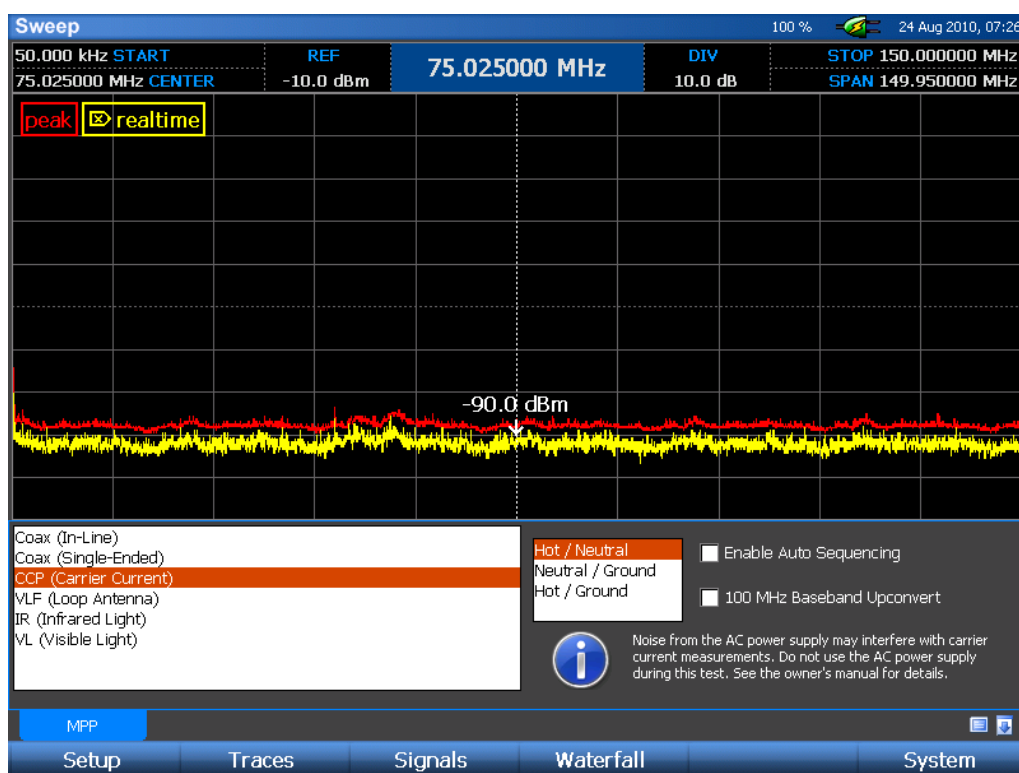 Sweep 100 % 24 Aug 2010, 07:26
50.000 kHz START REF 75.025000 MHz DIV STOP 150.000000 MHz
75.025000 MHz CENTER -10.0 dBm 10.0 dB SPAN 149.950000 MHz
peak realtime
-90.0 dBm
Coax (In-Line)
Coax (Single-Ended)
CCP (Carrier Current)
VLF (Loop Antenna)
IR (Infrared Light)
VL (Visible Light)
Hot / Neutral
Neutral / Ground
Hot / Ground
Enable Auto Sequencing
100 MHz Baseband Upconvert
Noise from the AC power supply may interfere with carrier
current measurements. Do not use the AC power supply
during this test. See the owner's manual for details.
MPP
Setup Traces Signals Waterfall System